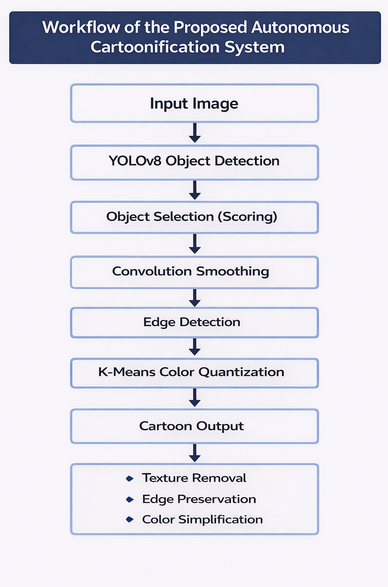 Workflow of the Proposed Autonomous
Cartoonification System
Input Image
YOLOv8 Object Detection
Object Selection (Scoring)
Convolution Smoothing
Edge Detection
K-Means Color Quantization
Cartoon Output
Texture Removal
Edge Preservation
Color Simplification